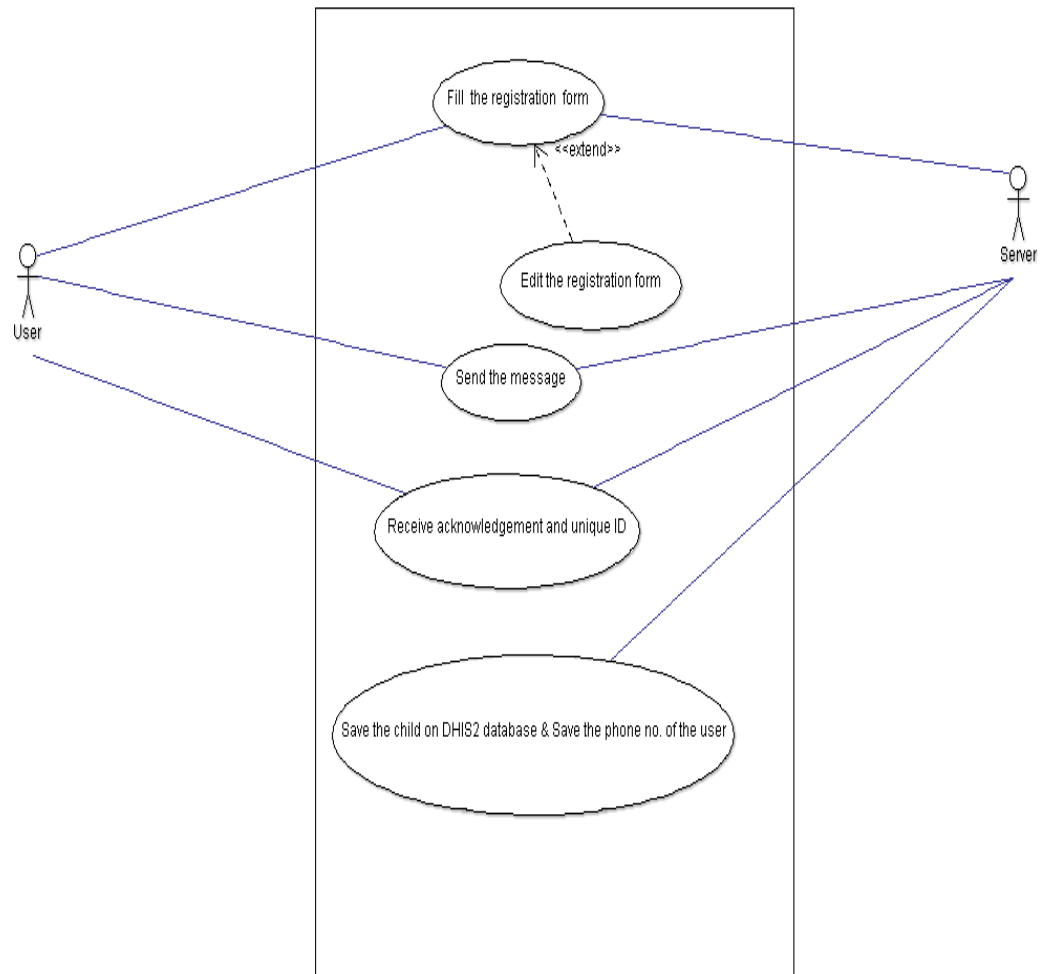 Fill the registration form
<<extend>>
Server
Edit the registration form
User
Send the message
Receive acknowledgement and unique ID
Save the child on DHIS2 database & Save the phone no. of the user